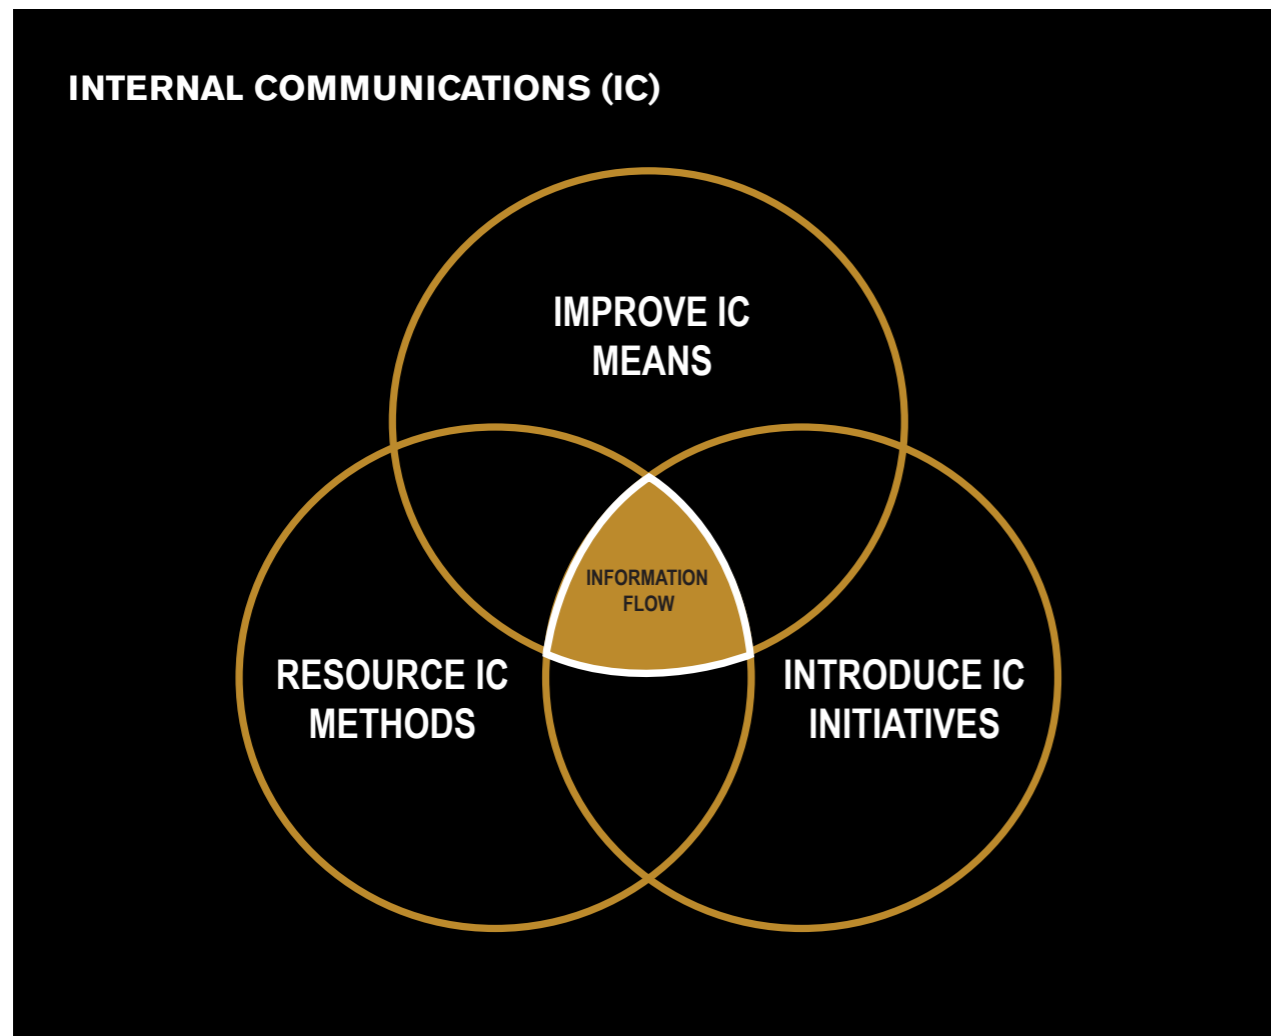 INTERNAL COMMUNICATIONS (IC)
IMPROVE IC
MEANS
INFORMATION
FLOW
RESOURCE IC
METHODS
INTRODUCE IC
INITIATIVES